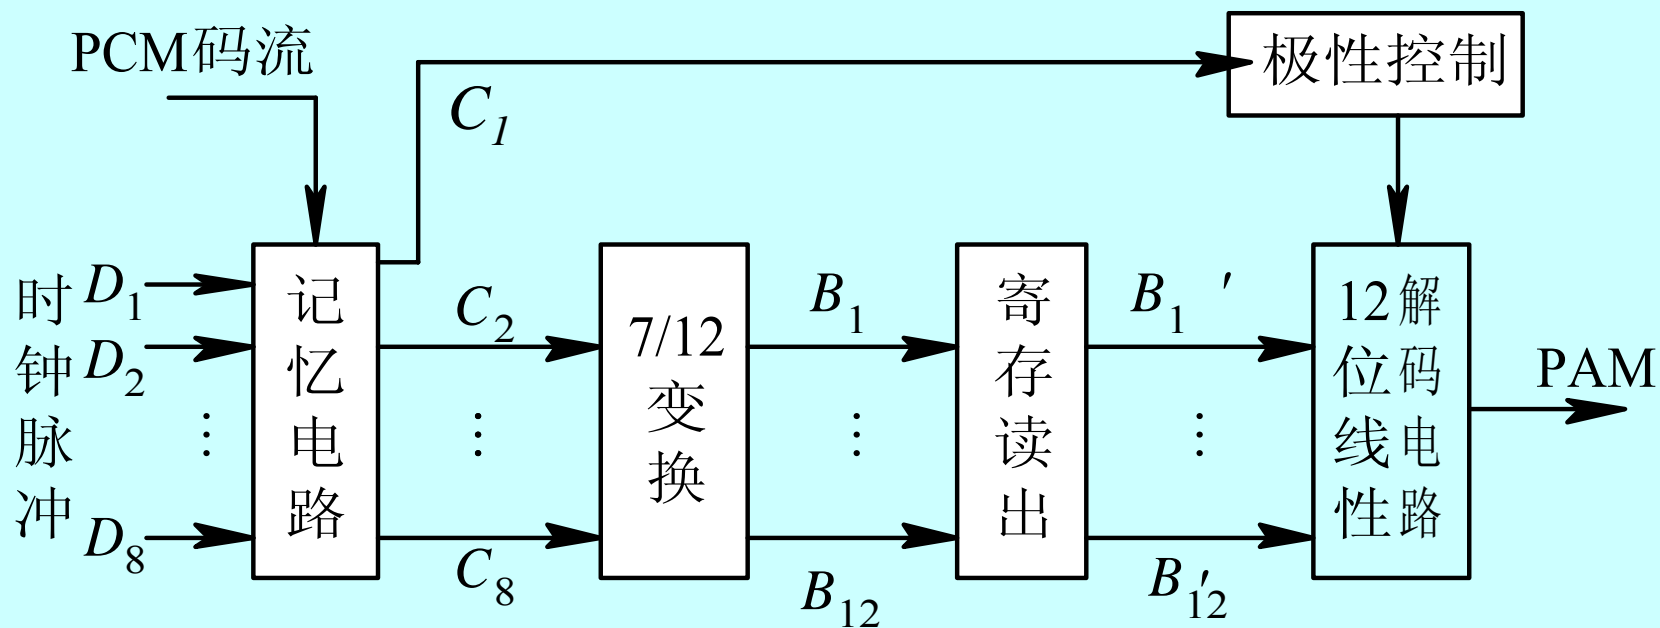 PCM码流
C1
极性控制
时钟脉冲
D1
D2
⋮
D8
记忆电路
C2
⋮
C8
7/12变换
B1
⋮
B12
寄存读出
B1′
⋮
B12′
12位线性
解码电路
PAM